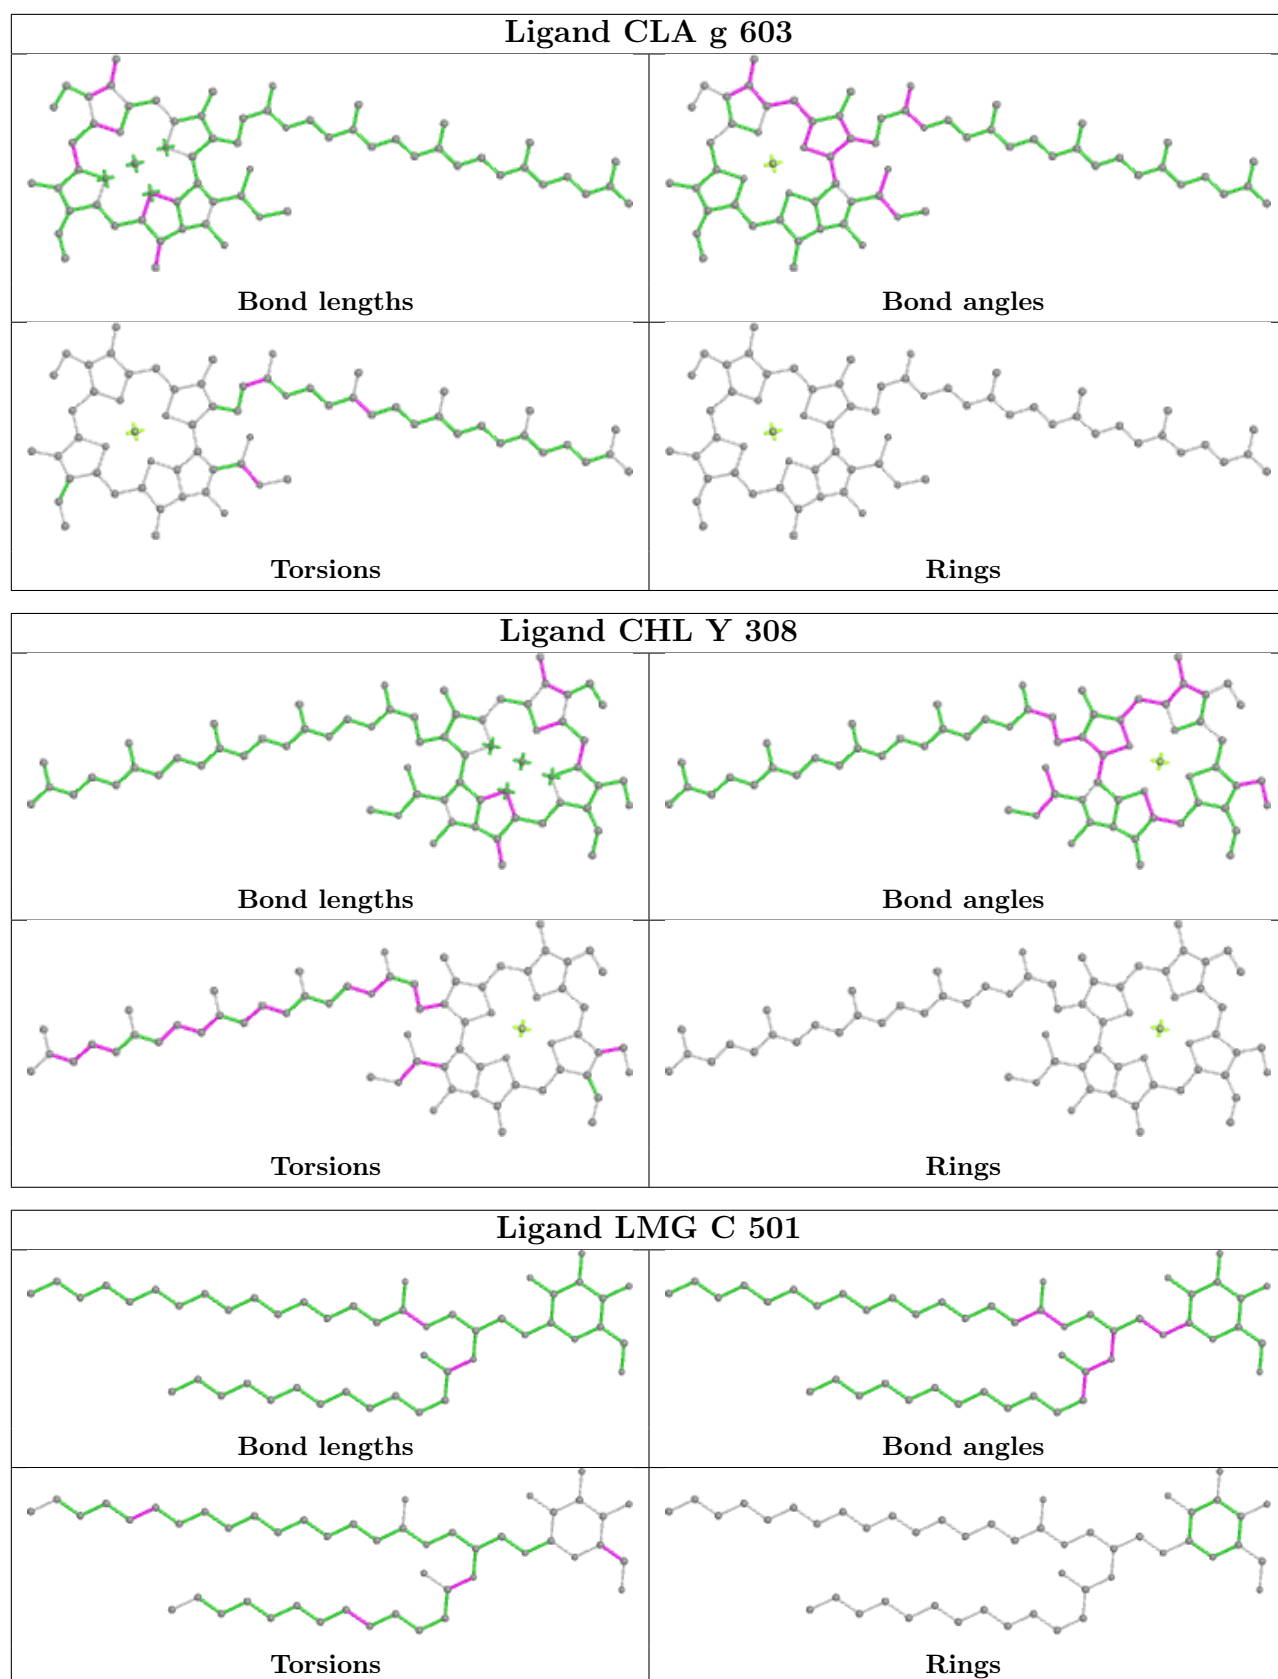 Ligand CLA g 603
Bond lengths
Bond angles
Torsions
Rings
Ligand CHL Y 308
Bond lengths
Bond angles
Torsions
Rings
Ligand LMG C 501
Bond lengths
Bond angles
Torsions
Rings